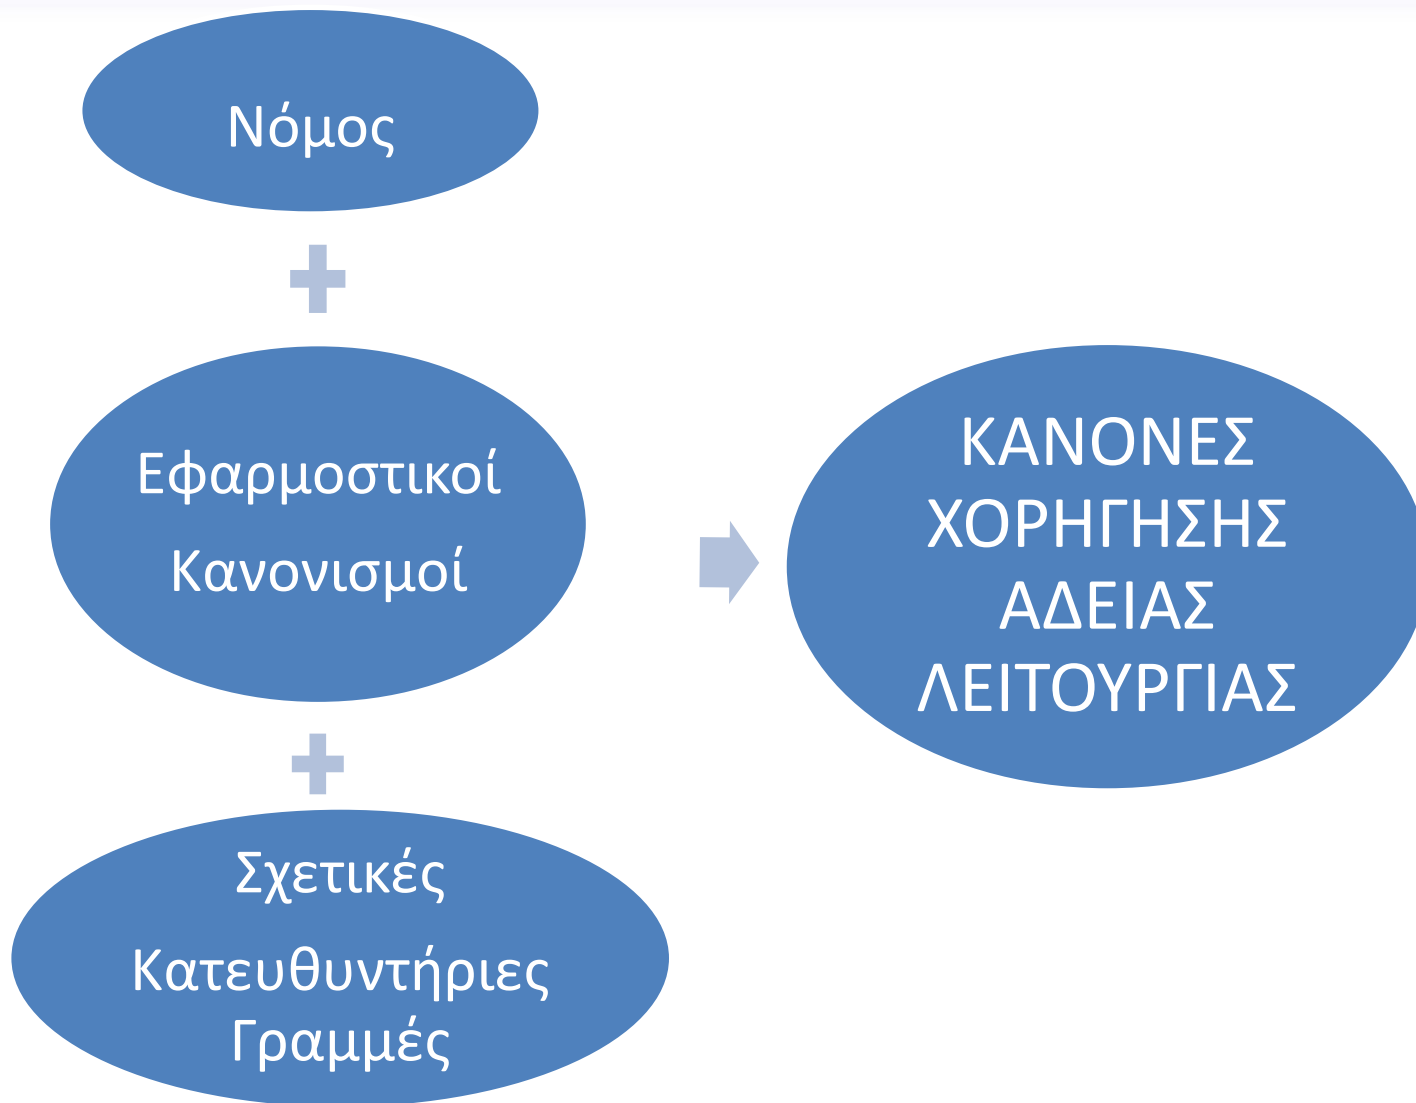 Νόμος
Εφαρμοστικοί
Κανονισμοί
Σχετικές
Κατευθυντήριες
Γραμμές
ΚΑΝΟΝΕΣ
ΧΟΡΗΓΗΣΗΣ
ΑΔΕΙΑΣ
ΛΕΙΤΟΥΡΓΙΑΣ